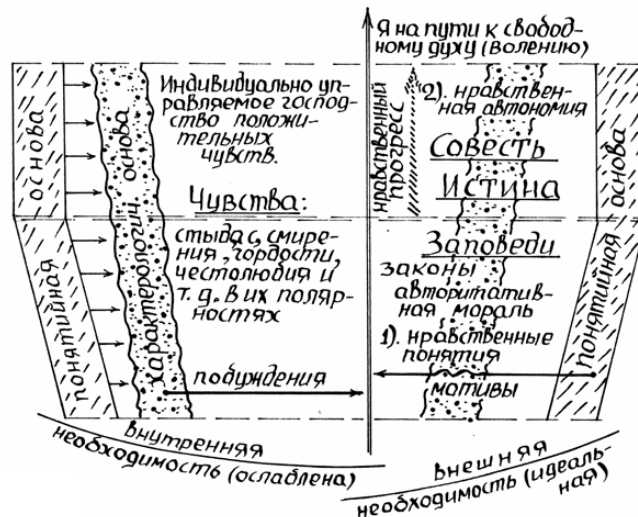 Я на пути к свобод-
ному духу (волению)
нравственный
прогресс
2). нравствен-
ная автономия
Совесть
Истина
Заповеди
законы
авторитатив-
ная мораль
1). нравственные
понятия
мотивы
Индивидуально уп-
равляемое господ-
ство положи-
тельных
чувств.
Чувства:
стыда, смире-
ния, гордости,
честолюбия и
т. д. в их поляр-
ностях
побуждения
понятийная основа
характерологич. основа
понятийная основа
внутренняя
необходимость (ослаблена)
внешняя
необходимость (идеаль-
ная)